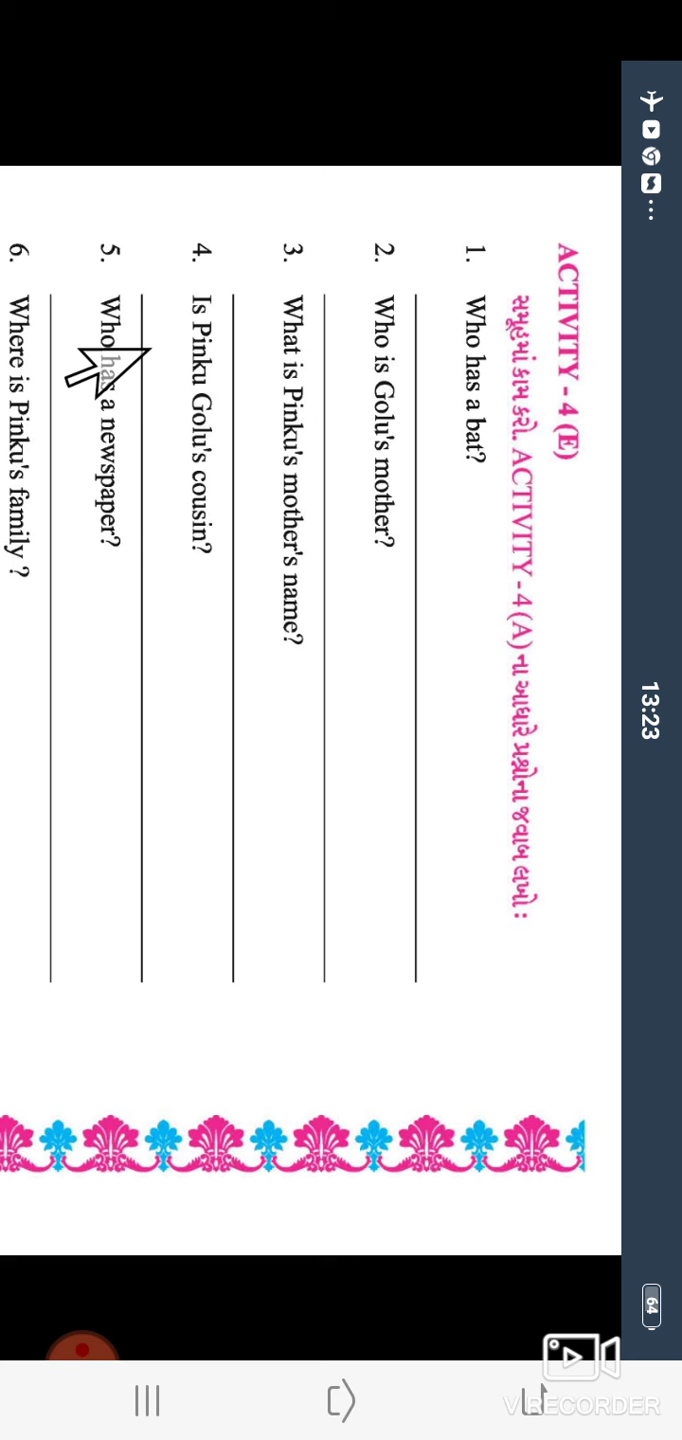 13:23
64
ACTIVITY - 4 (E)
સમૂહમાં કામ કરો. ACTIVITY - 4 (A) ના આધારે પ્રશ્નોના જવાબ લખો :
1. Who has a bat?
2. Who is Golu's mother?
3. What is Pinku's mother's name?
4. Is Pinku Golu's cousin?
5. Who has a newspaper?
6. Where is Pinku's family ?
V RECORDER